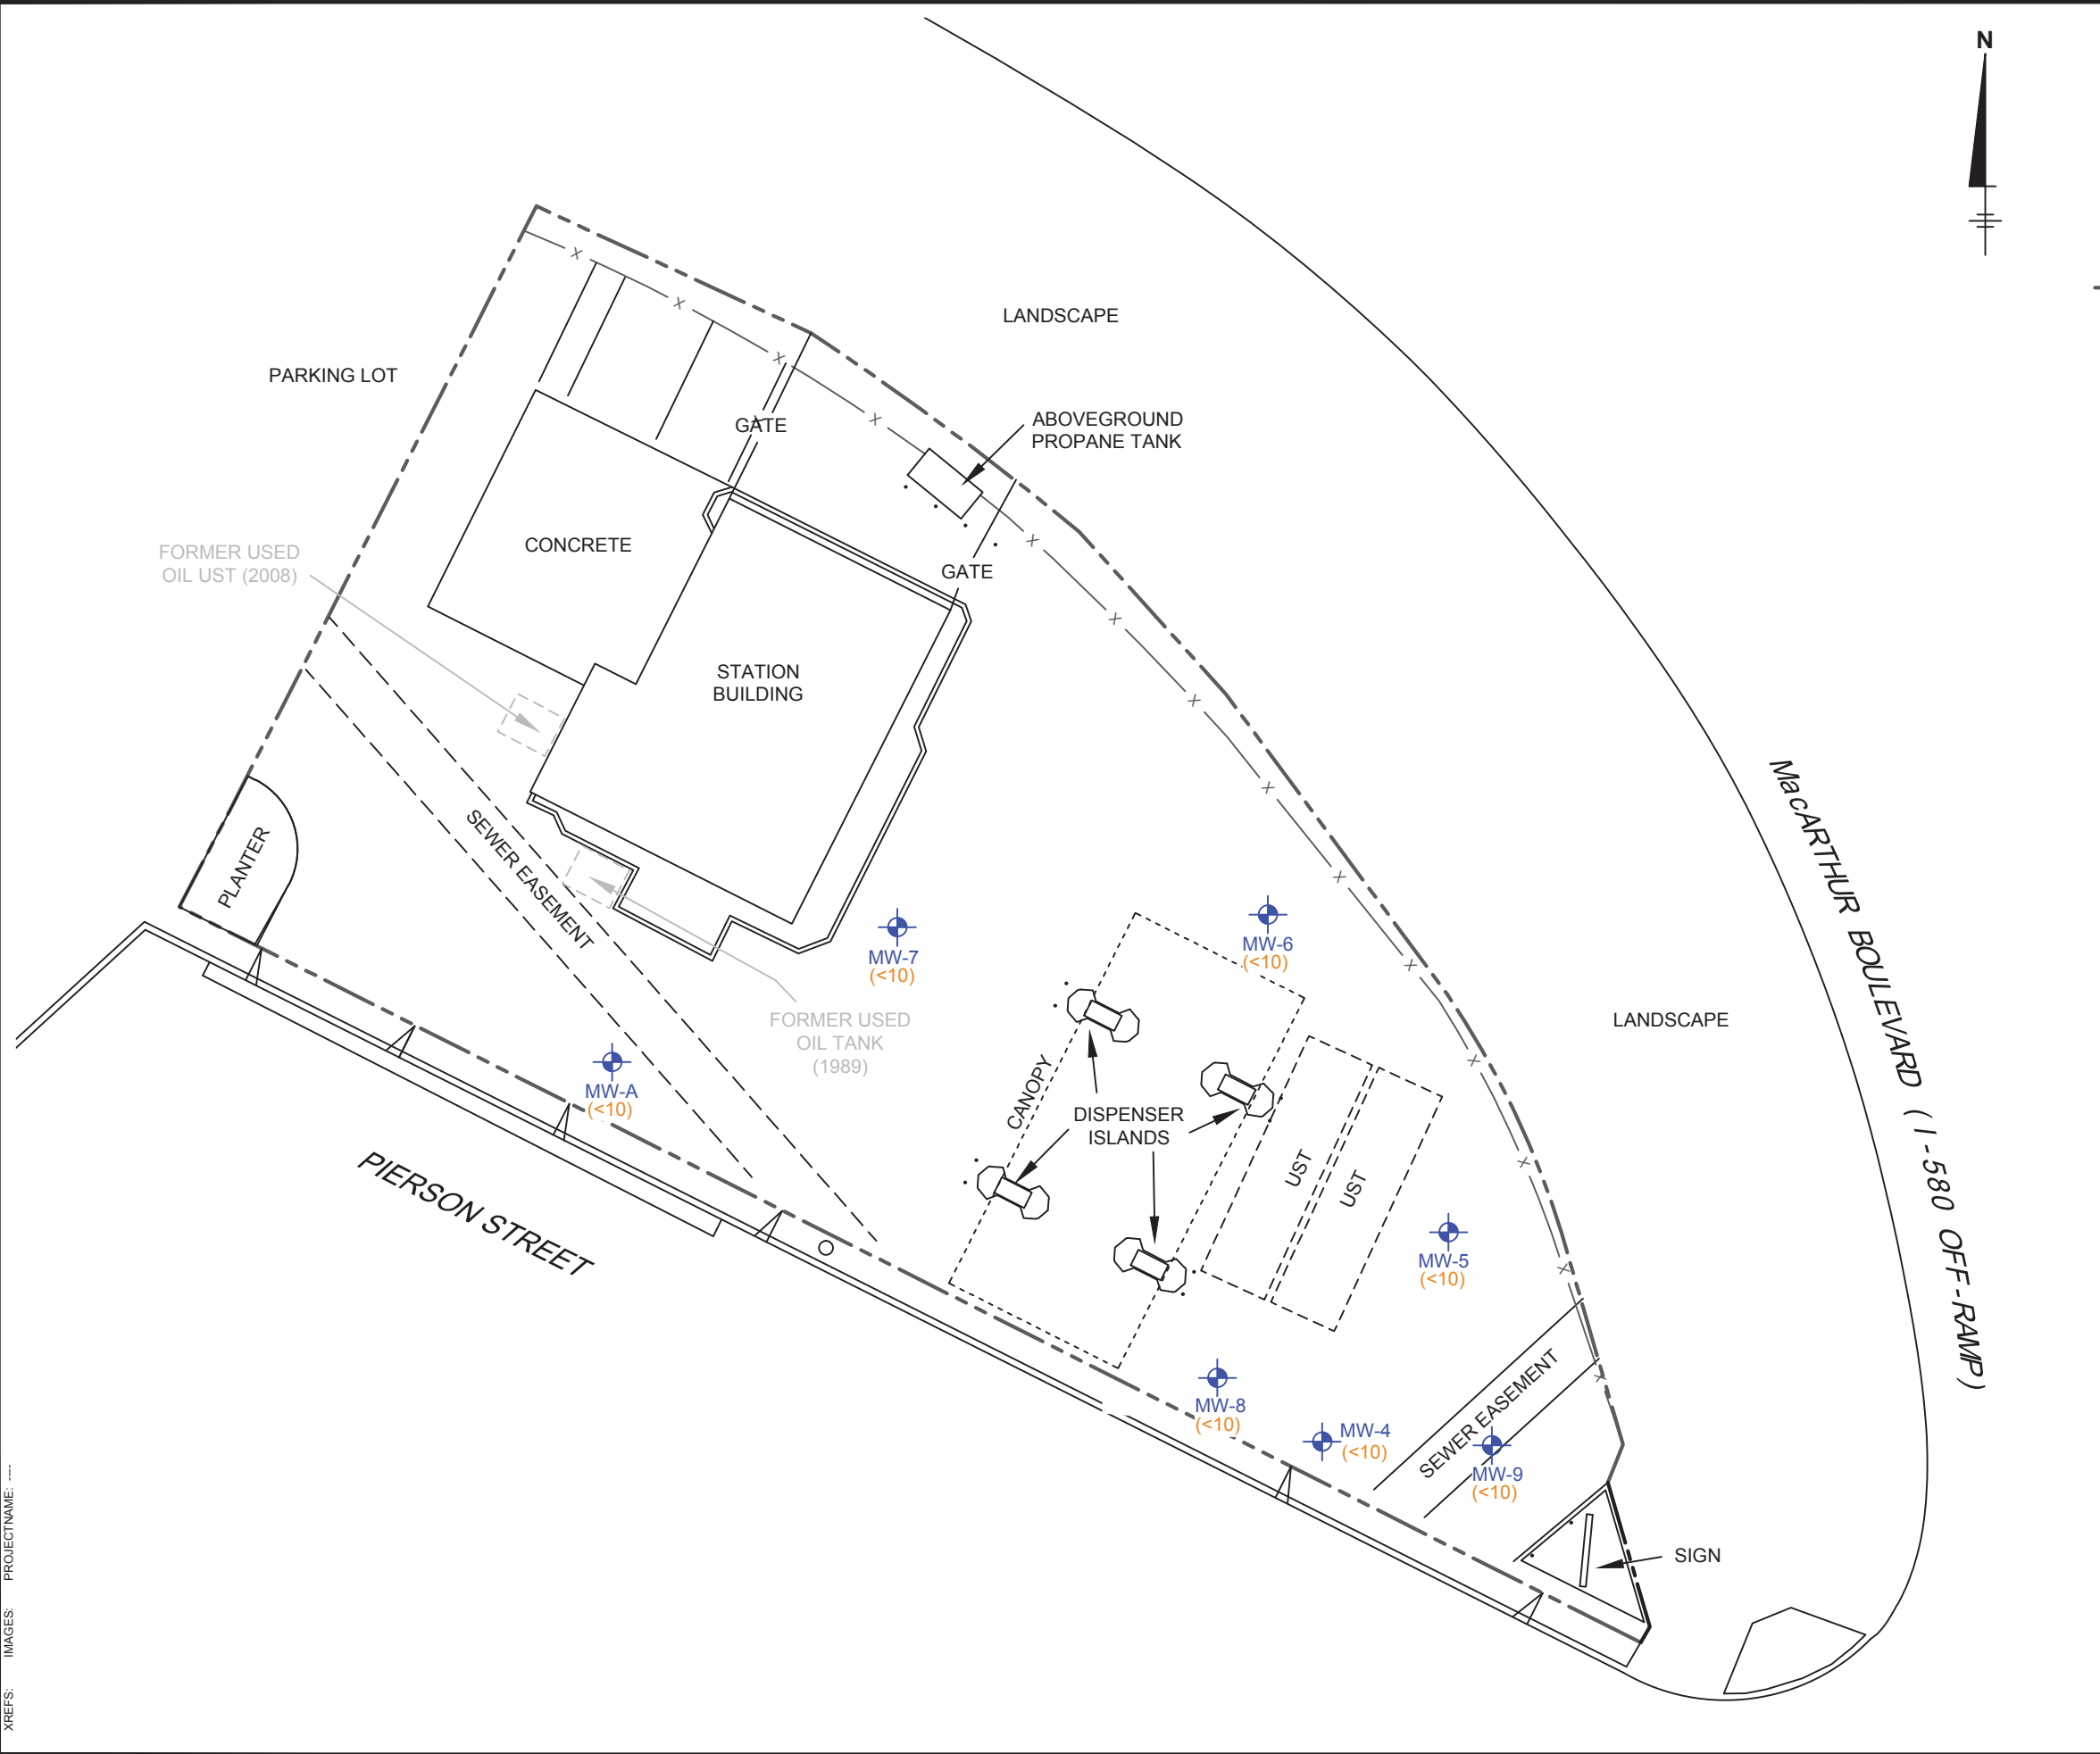 N
LANDSCAPE
PARKING LOT
GATE
ABOVEGROUND
PROPANE TANK
CONCRETE
FORMER USED
OIL UST (2008)
GATE
STATION
BUILDING
MacARTHUR BOULEVARD (I-580 OFF-RAMP)
PLANTER
SEWER EASEMENT
MW-7
(<10)
MW-6
(<10)
FORMER USED
OIL TANK
(1989)
LANDSCAPE
MW-A
(<10)
CANOPY
DISPENSER
ISLANDS
UST
UST
PIERSON STREET
MW-5
(<10)
MW-8
(<10)
MW-4
(<10)
SEWER EASEMENT
MW-9
(<10)
SIGN
XREFS: IMAGES: PROJECTNAME: ----